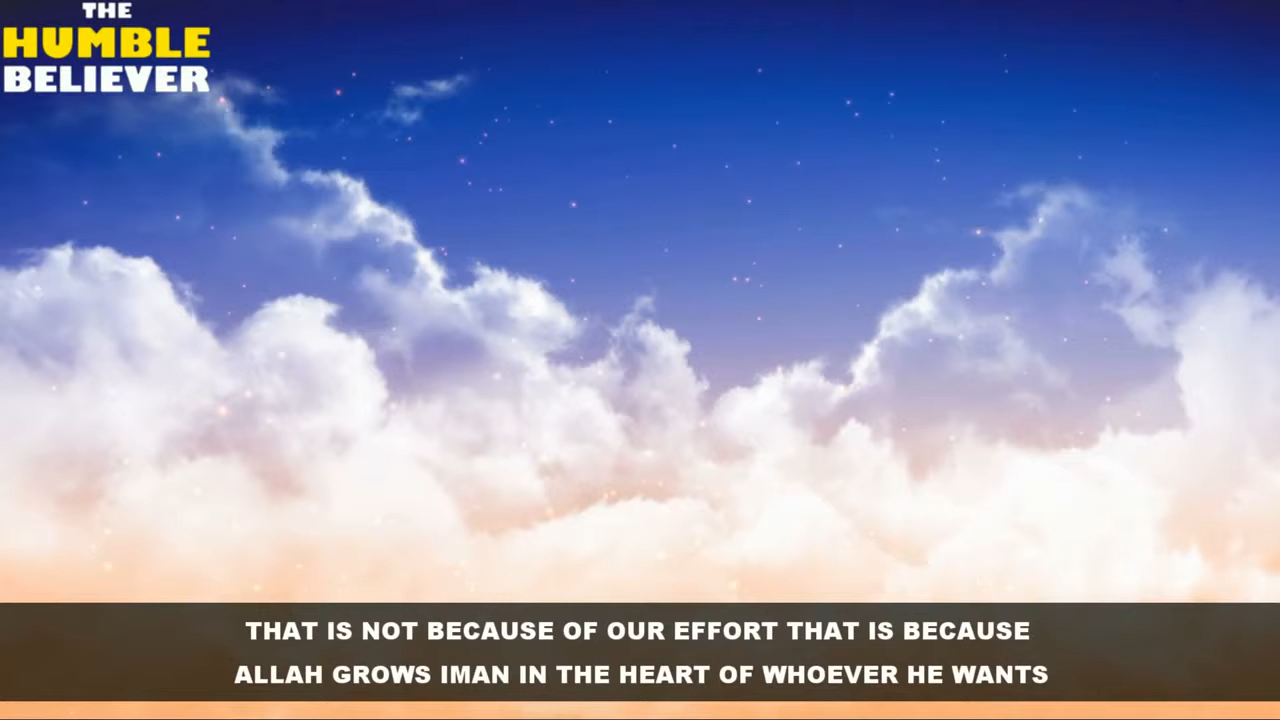 THE
HUMBLE
BELIEVER
THAT IS NOT BECAUSE OF OUR EFFORT THAT IS BECAUSE
ALLAH GROWS IMAN IN THE HEART OF WHOEVER HE WANTS